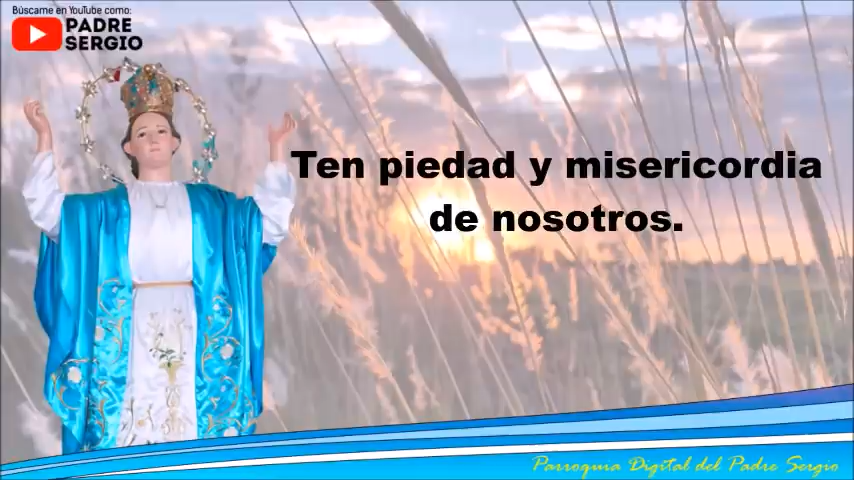 Búscame en YouTube como:
PADRE
SERGIO
Ten piedad y misericordia
de nosotros.
Parroquia Digital del Padre Sergio